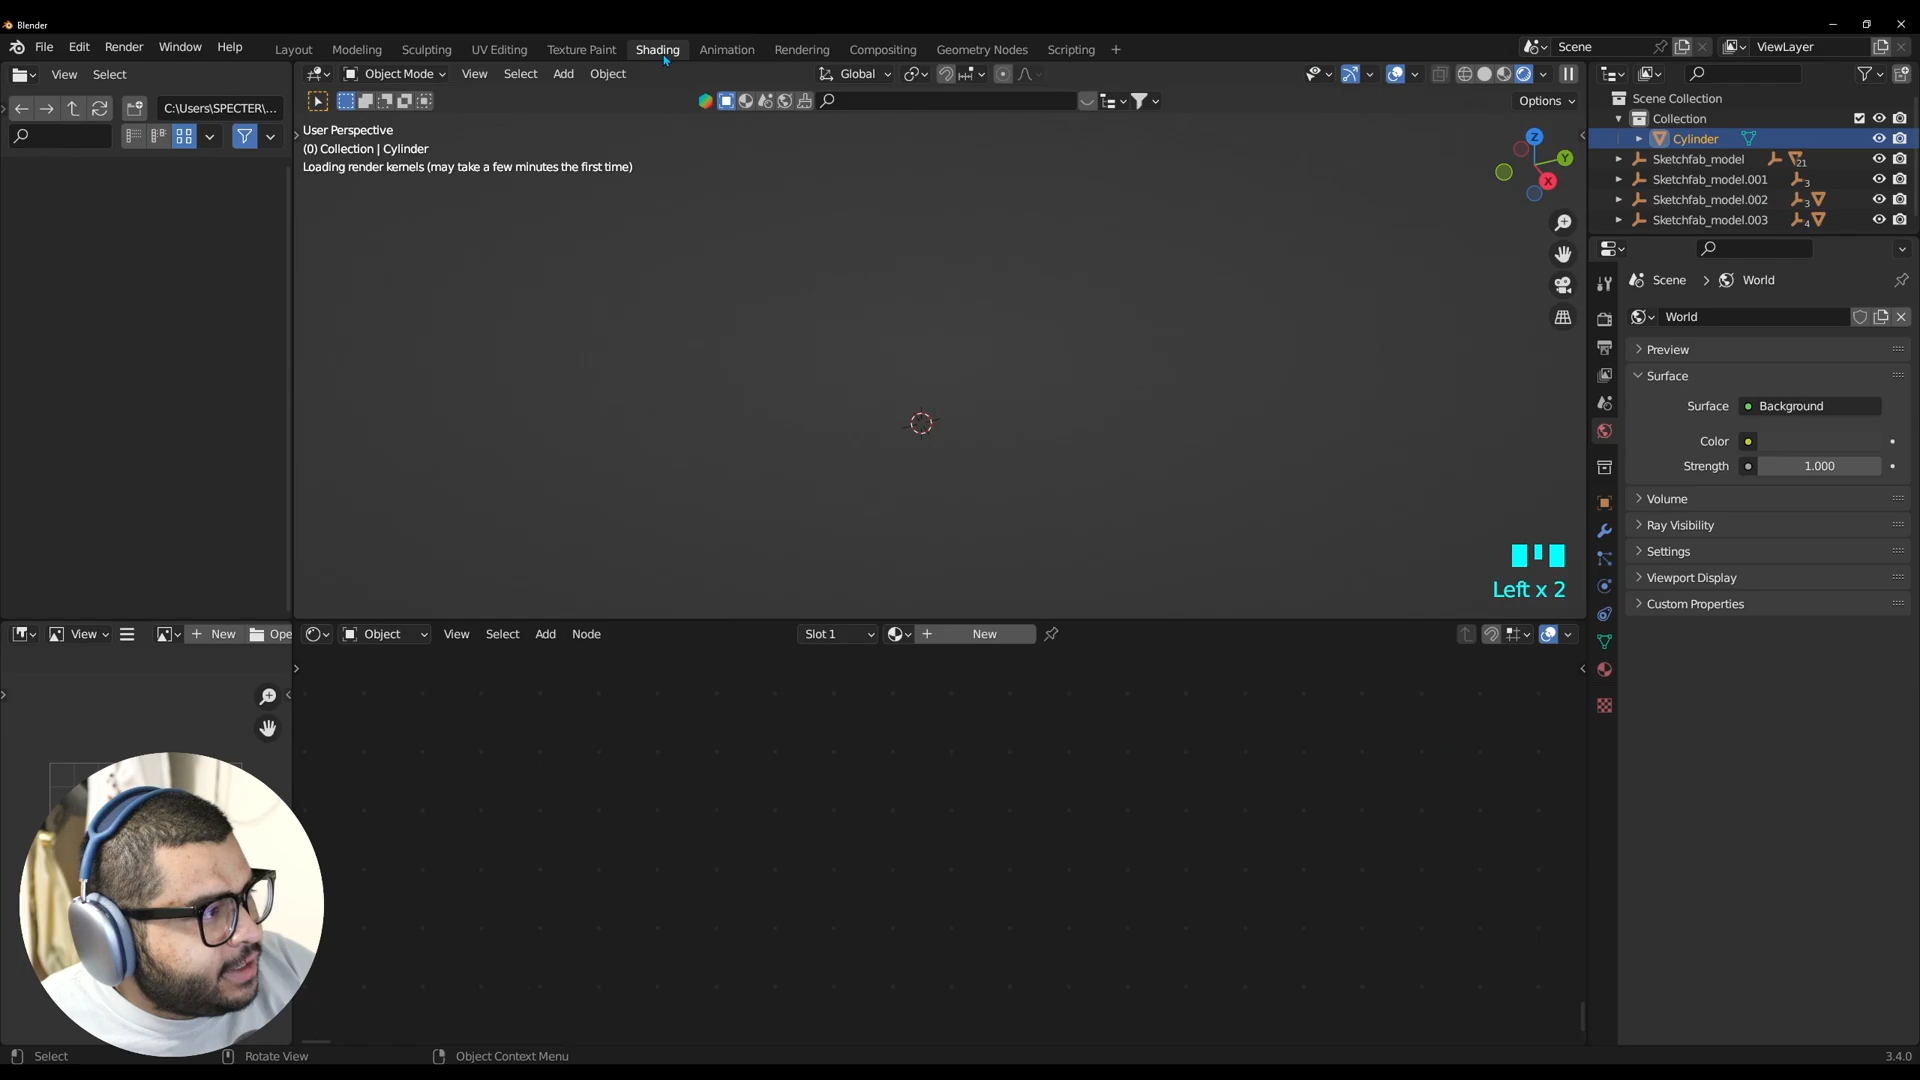 Blender
File Edit Render Window Help
Layout Modeling Sculpting UV Editing Texture Paint Shading Animation Rendering Compositing Geometry Nodes Scripting +
Scene
ViewLayer
View Select
Object Mode View Select Add Object
Global
C:\Users\SPECTER\...
Options
User Perspective
(0) Collection | Cylinder
Loading render kernels (may take a few minutes the first time)
Z
Y
X
Left x 2
Scene Collection
Collection
Cylinder
Sketchfab_model 21
Sketchfab_model.001 3
Sketchfab_model.002 3
Sketchfab_model.003 4
Scene > World
World
Preview
Surface
Surface Background
Color
Strength 1.000
Volume
Ray Visibility
Settings
Viewport Display
Custom Properties
View + New Ope
Object View Select Add Node Slot 1 + New
Select Rotate View Object Context Menu 3.4.0